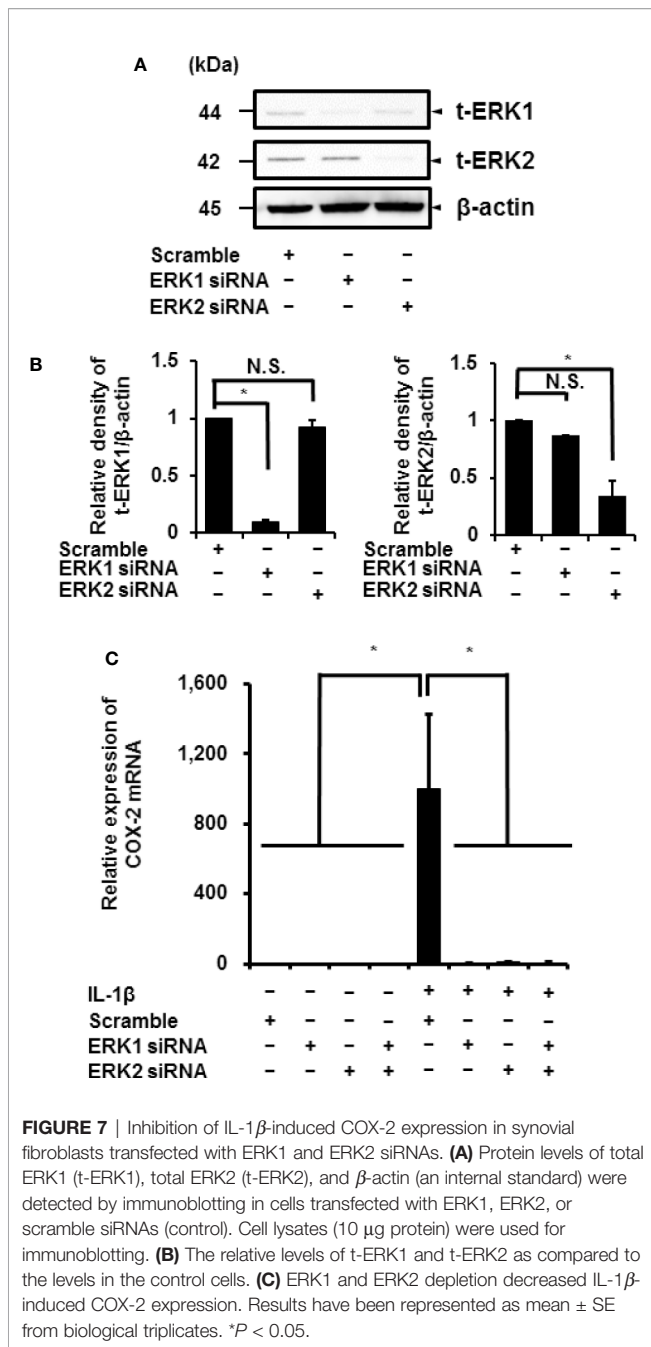 A (kDa)
44 t-ERK1
42 t-ERK2
45 β-actin
Scramble + – –
ERK1 siRNA – + –
ERK2 siRNA – – +
B
Relative density of
t-ERK1/β-actin
1.5
1
0.5
0
N.S.
*
Scramble + – –
ERK1 siRNA – + –
ERK2 siRNA – – +
Relative density of
t-ERK2/β-actin
1.5
1
0.5
0
*
N.S.
Scramble + – –
ERK1 siRNA – + –
ERK2 siRNA – – +
C
Relative expression of
COX-2 mRNA
* *
1,600
1,200
800
400
0
IL-1β – – – – + + + +
Scramble + – – – + – – –
ERK1 siRNA – + – + – + – +
ERK2 siRNA – – + + – – + +
FIGURE 7 | Inhibition of IL-1β-induced COX-2 expression in synovial
fibroblasts transfected with ERK1 and ERK2 siRNAs. (A) Protein levels of total
ERK1 (t-ERK1), total ERK2 (t-ERK2), and β-actin (an internal standard) were
detected by immunoblotting in cells transfected with ERK1, ERK2, or
scramble siRNAs (control). Cell lysates (10 μg protein) were used for
immunoblotting. (B) The relative levels of t-ERK1 and t-ERK2 as compared to
the levels in the control cells. (C) ERK1 and ERK2 depletion decreased IL-1β-
induced COX-2 expression. Results have been represented as mean ± SE
from biological triplicates. *P < 0.05.